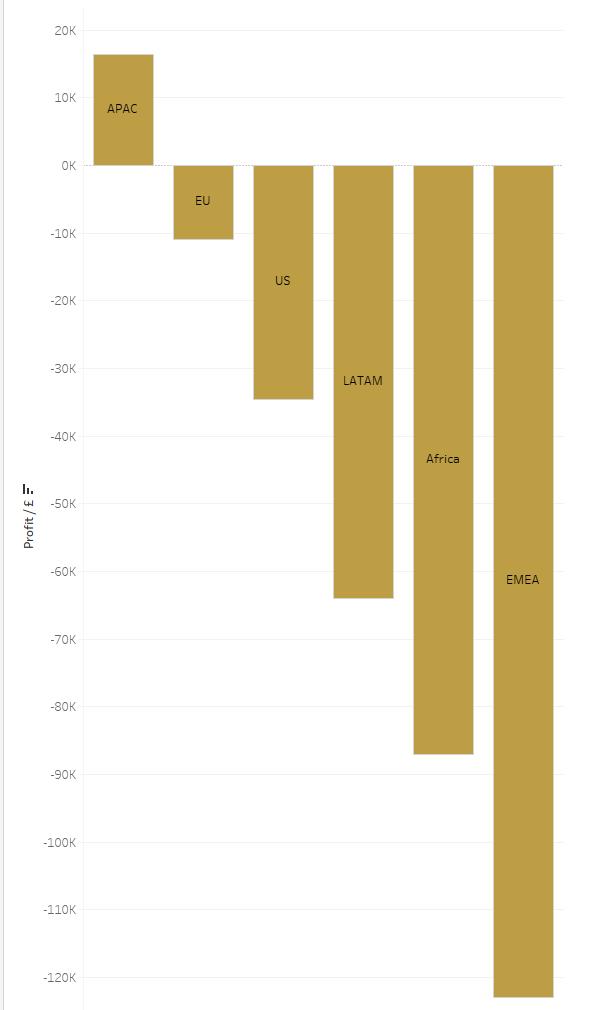 20K
10K
0K
-10K
-20K
-30K
-40K
-50K
-60K
-70K
-80K
-90K
-100K
-110K
-120K
Profit / £
APAC
EU
US
LATAM
Africa
EMEA